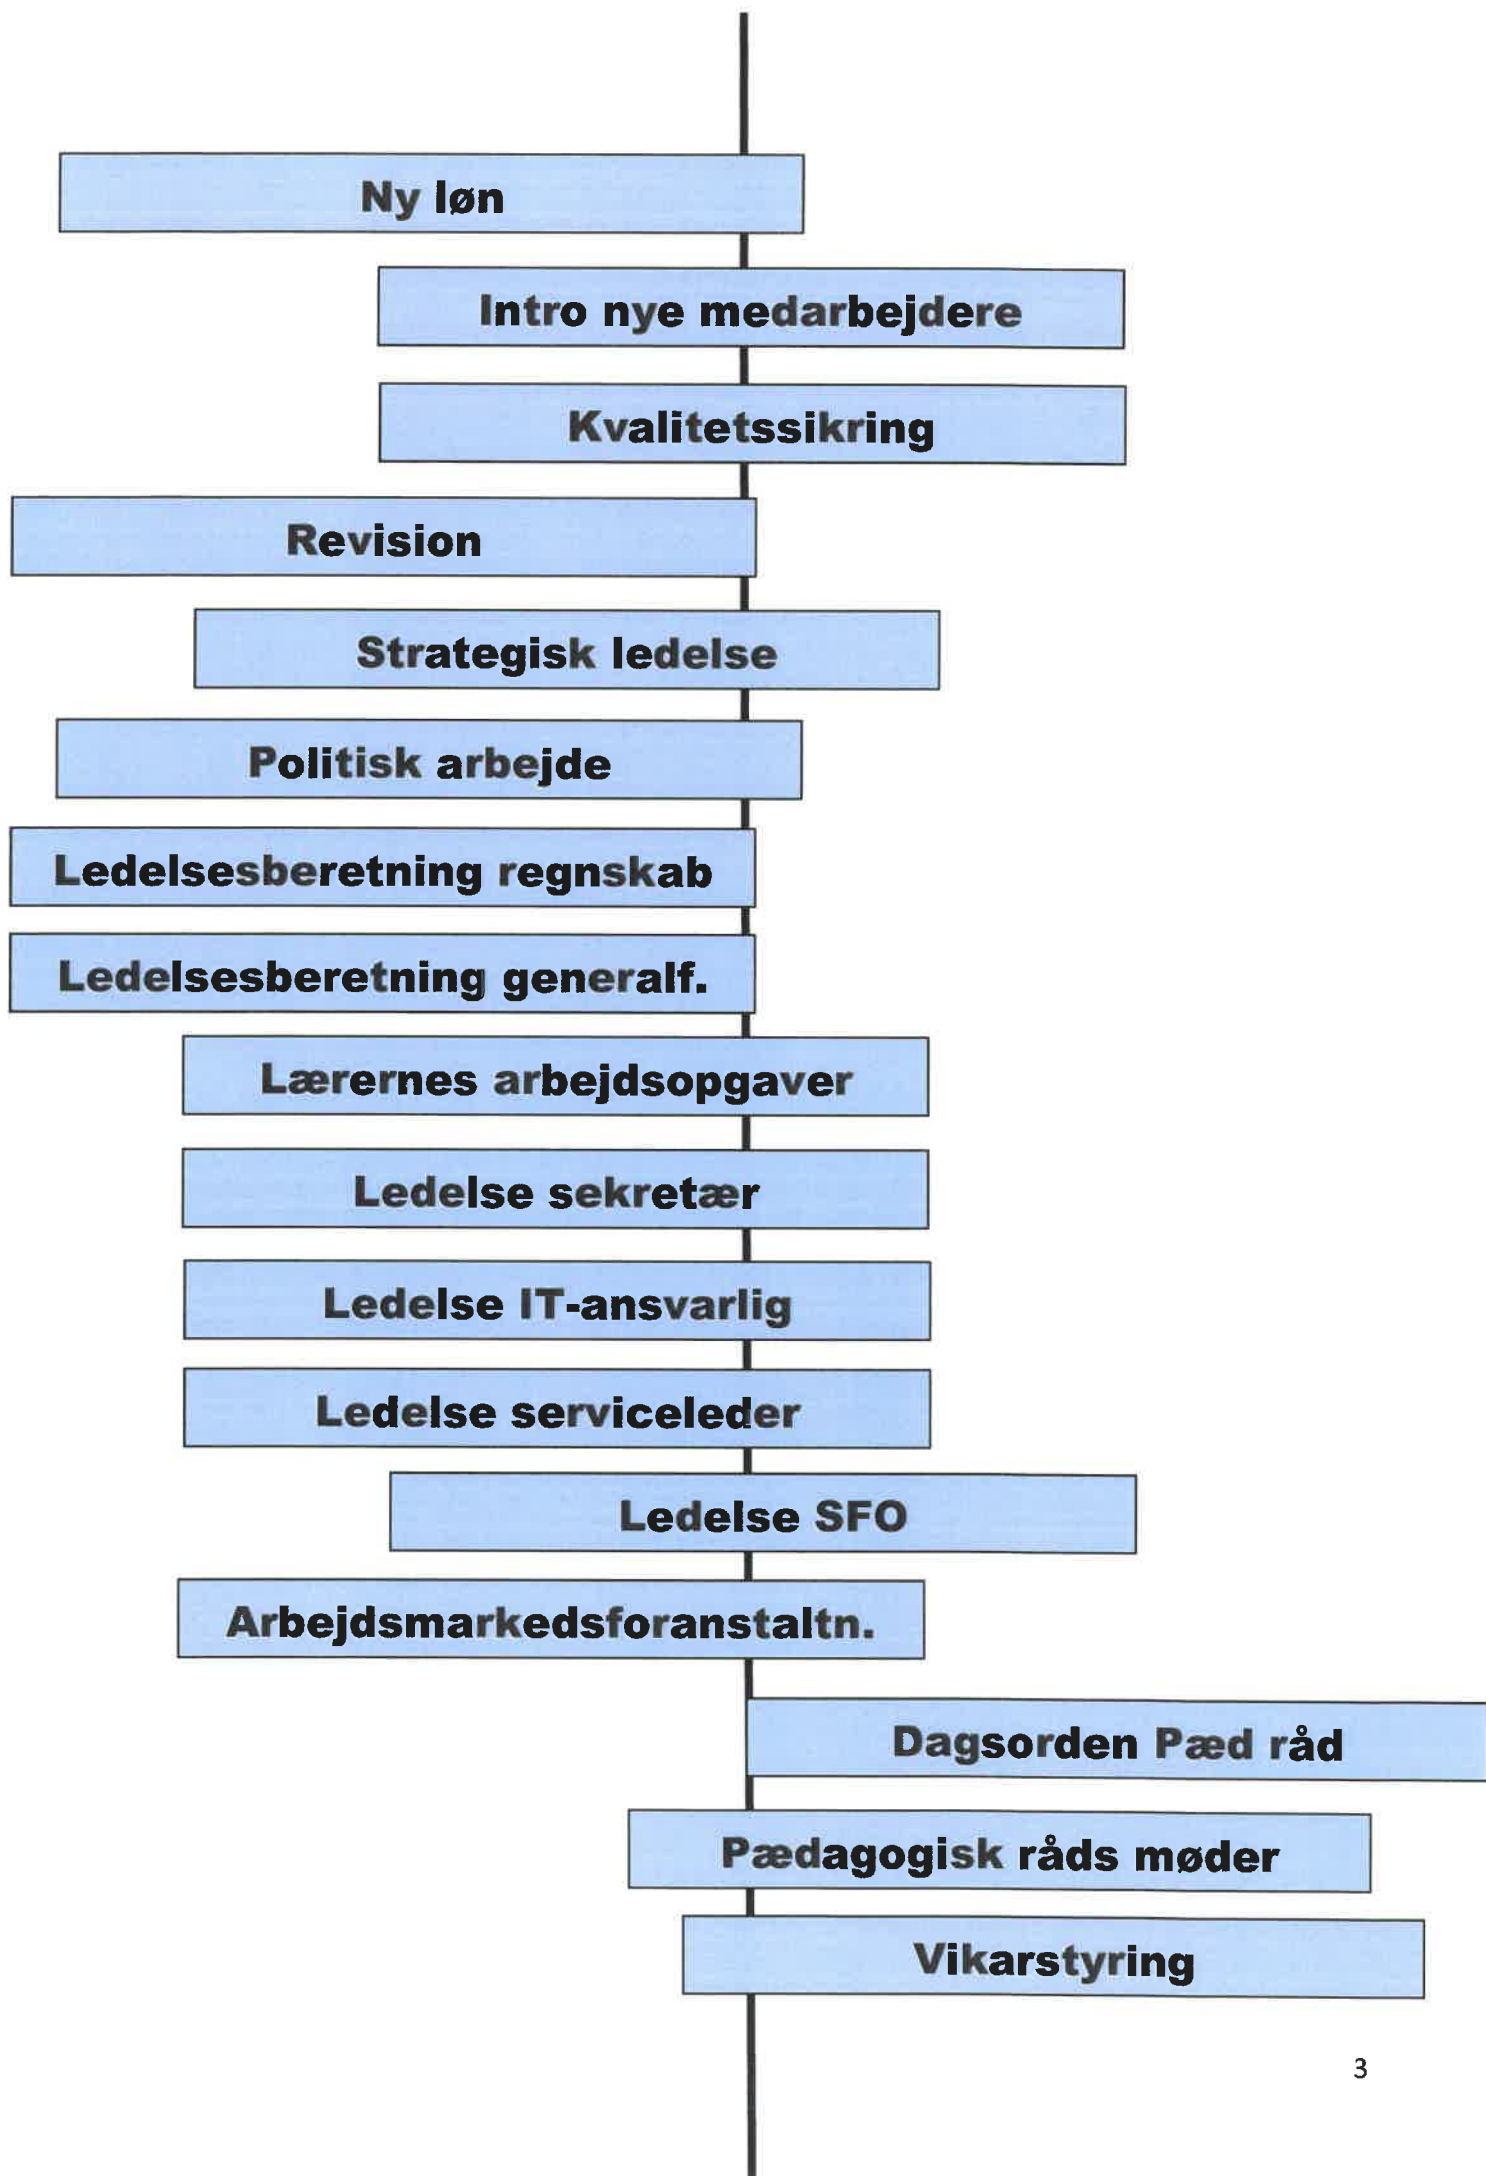 Ny løn
Intro nye medarbejdere
Kvalitetssikring
Revision
Strategisk ledelse
Politisk arbejde
Ledelsesberetning regnskab
Ledelsesberetning generalf.
Lærernes arbejdsopgaver
Ledelse sekretær
Ledelse IT-ansvarlig
Ledelse serviceleder
Ledelse SFO
Arbejdsmarkedsforanstaltn.
Dagsorden Pæd råd
Pædagogisk råds møder
Vikarstyring
3